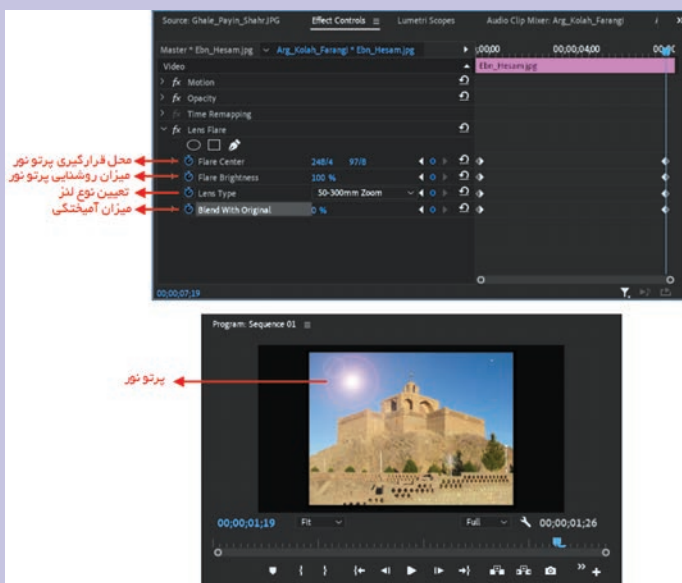 Source: Ghale_Payin_Shahr.JPG Effect Controls Lumetri Scopes Audio Clip Mixer: Arg_Kolah_Farangi
Master * Ebn_Hesam.jpg Arg_Kolah_Farangi * Ebn_Hesam.jpg ;00;00 00;00;04;00
Video Ebn_Hesam.jpg
fx Motion
fx Opacity
fx Time Remapping
fx Lens Flare
محل قرارگیری پرتو نور Flare Center 248/4 97/8
میزان روشنایی پرتو نور Flare Brightness 100 %
تعیین نوع لنز Lens Type 50-300mm Zoom
میزان آمیختگی Blend With Original 0 %
00;00;07;19
Program: Sequence 01
پرتو نور
00;00;01;19 Fit Full 00;00;01;26